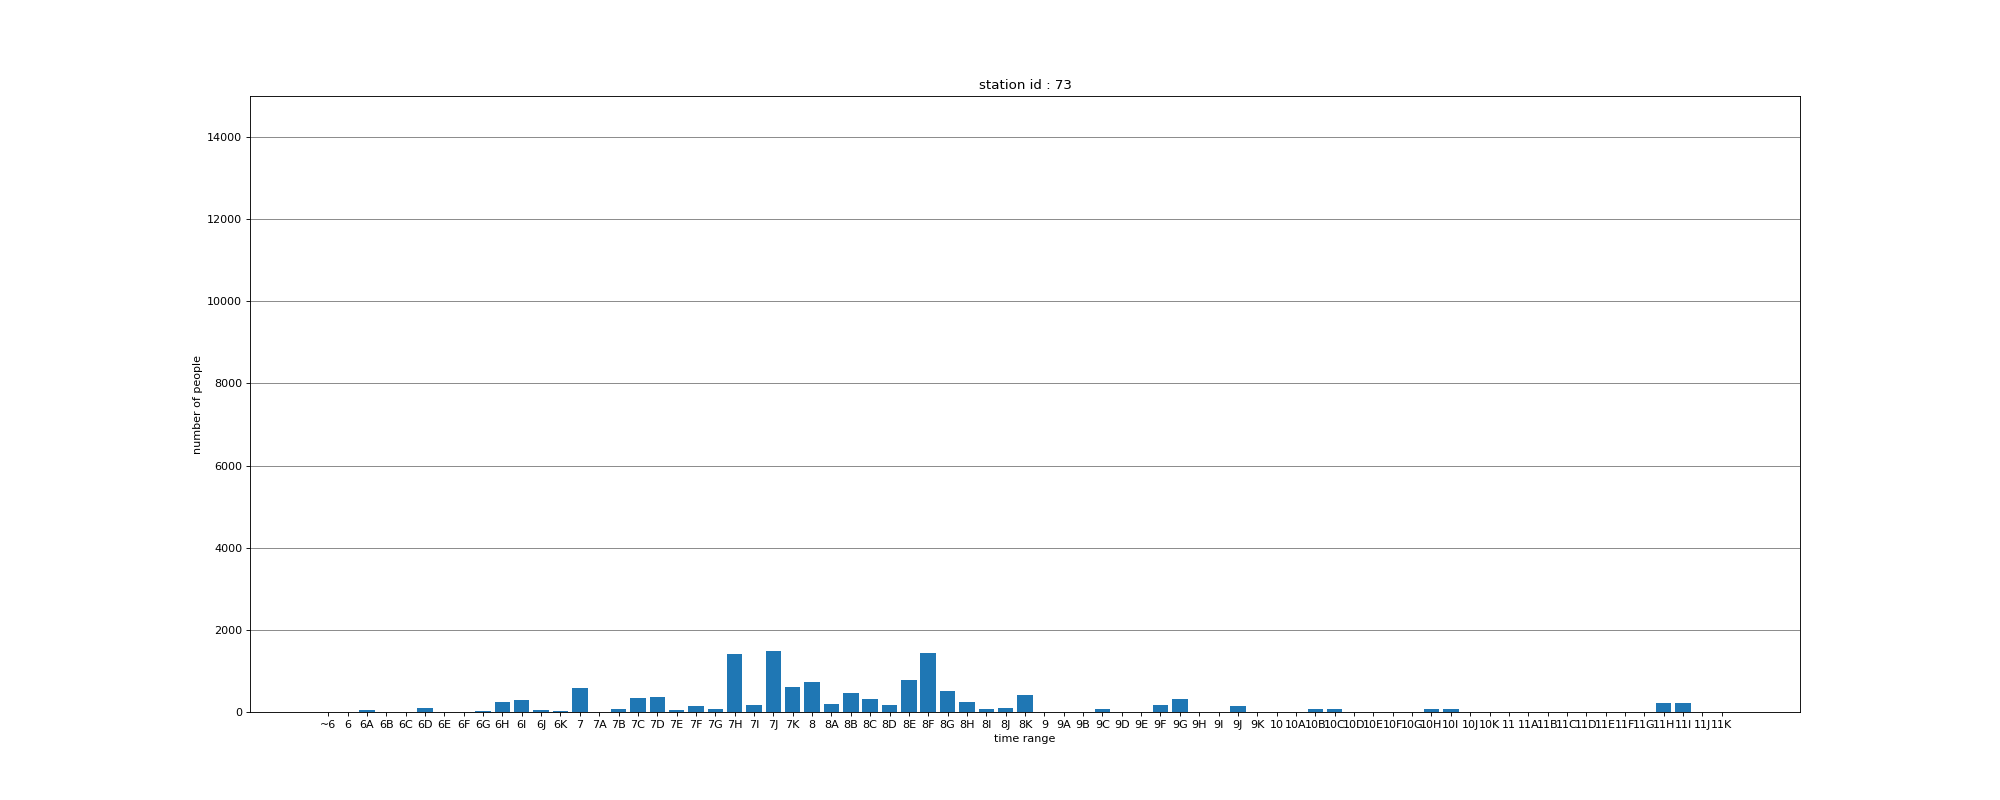 station id : 73
14000
12000
10000
8000
6000
4000
2000
0
number of people
~6 6 6A 6B 6C 6D 6E 6F 6G 6H 6I 6J 6K 7 7A 7B 7C 7D 7E 7F 7G 7H 7I 7J 7K 8 8A 8B 8C 8D 8E 8F 8G 8H 8I 8J 8K 9 9A 9B 9C 9D 9E 9F 9G 9H 9I 9J 9K 10 10A 10B 10C 10D 10E 10F 10G 10H 10I 10J 10K 11 11A 11B 11C 11D 11E 11F 11G 11H 11I 11J 11K
time range